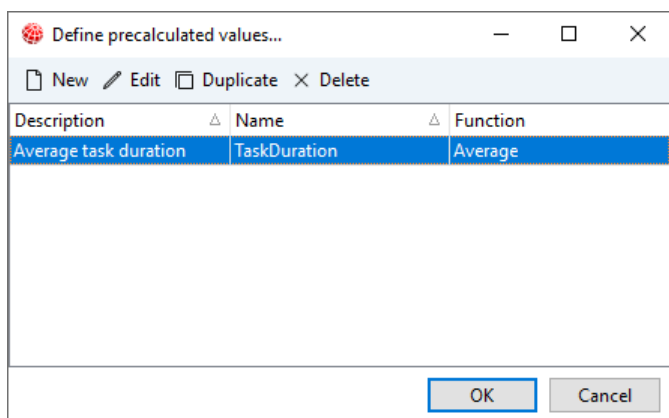 Define precalculated values...
New Edit Duplicate Delete
Description Name Function
Average task duration TaskDuration Average
OK Cancel